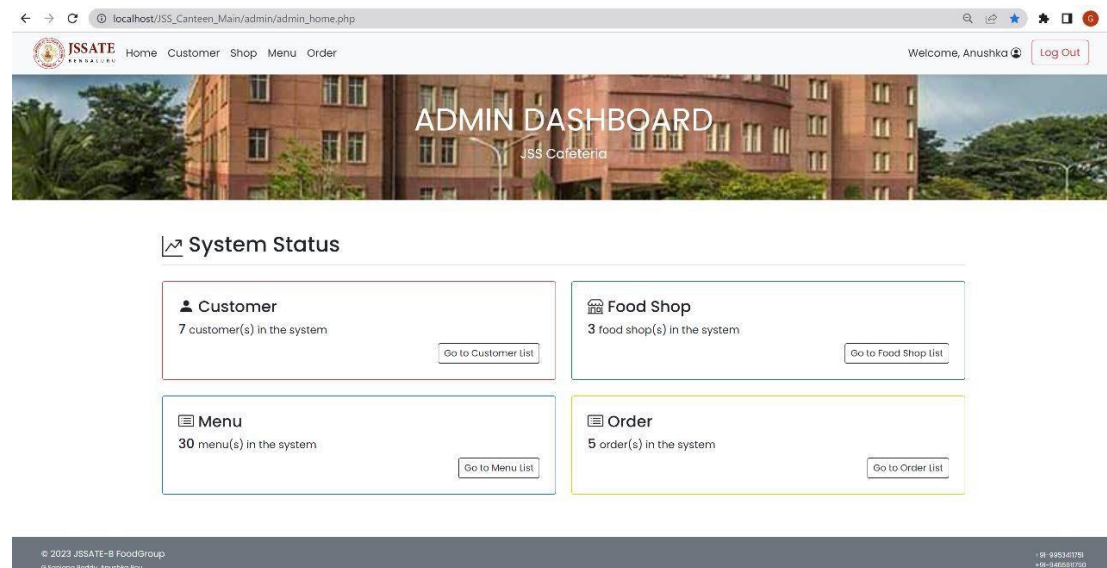 localhost/JSS_Canteen_Main/admin/admin_home.php
G
JSSATE
BENGALURU
Home Customer Shop Menu Order
Welcome, Anushka
Log Out
ADMIN DASHBOARD
JSS Cafeteria
System Status
Customer
7 customer(s) in the system
Go to Customer List
Food Shop
3 food shop(s) in the system
Go to Food Shop List
Menu
30 menu(s) in the system
Go to Menu List
Order
5 order(s) in the system
Go to Order List
© 2023 JSSATE-B FoodGroup